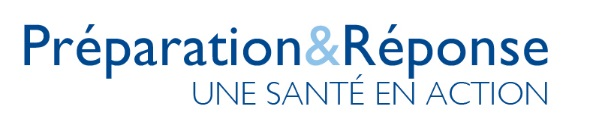 Préparation&Réponse
UNE SANTÉ EN ACTION